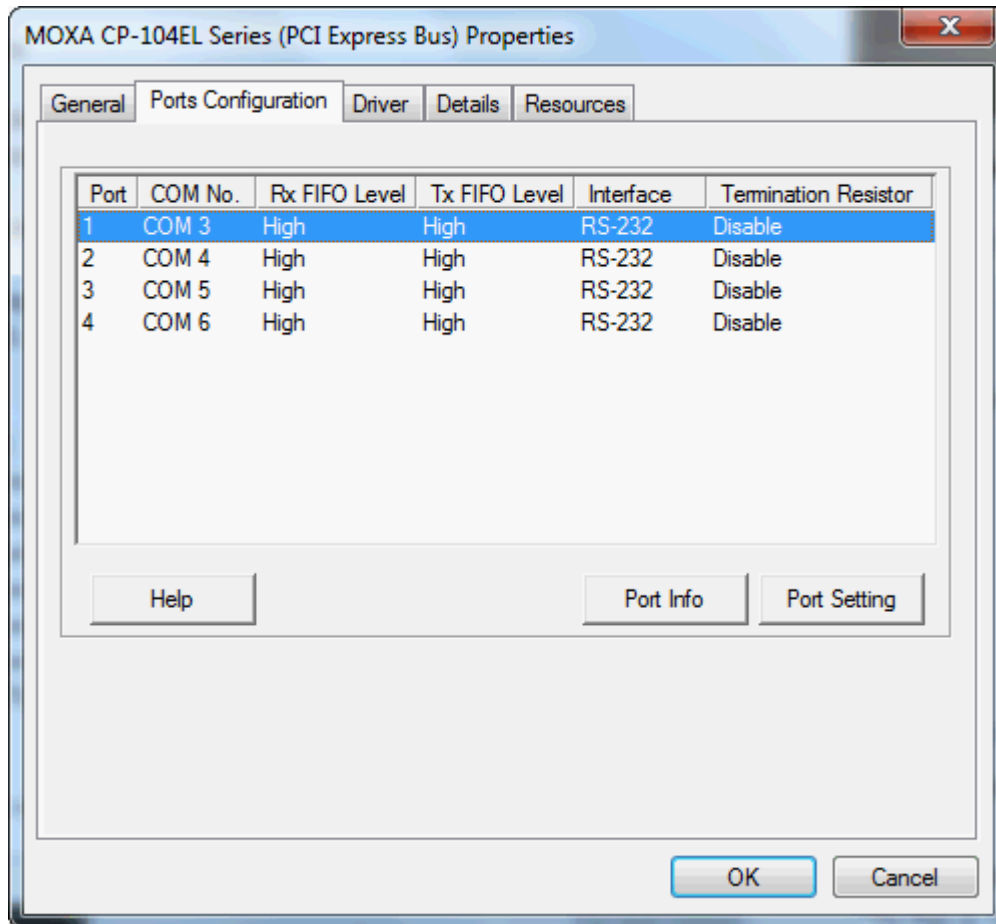 MOXA CP-104EL Series (PCI Express Bus) Properties
x
General Ports Configuration Driver Details Resources
Port COM No. Rx FIFO Level Tx FIFO Level Interface Termination Resistor
1 COM 3 High High RS-232 Disable
2 COM 4 High High RS-232 Disable
3 COM 5 High High RS-232 Disable
4 COM 6 High High RS-232 Disable
Help Port Info Port Setting
OK Cancel